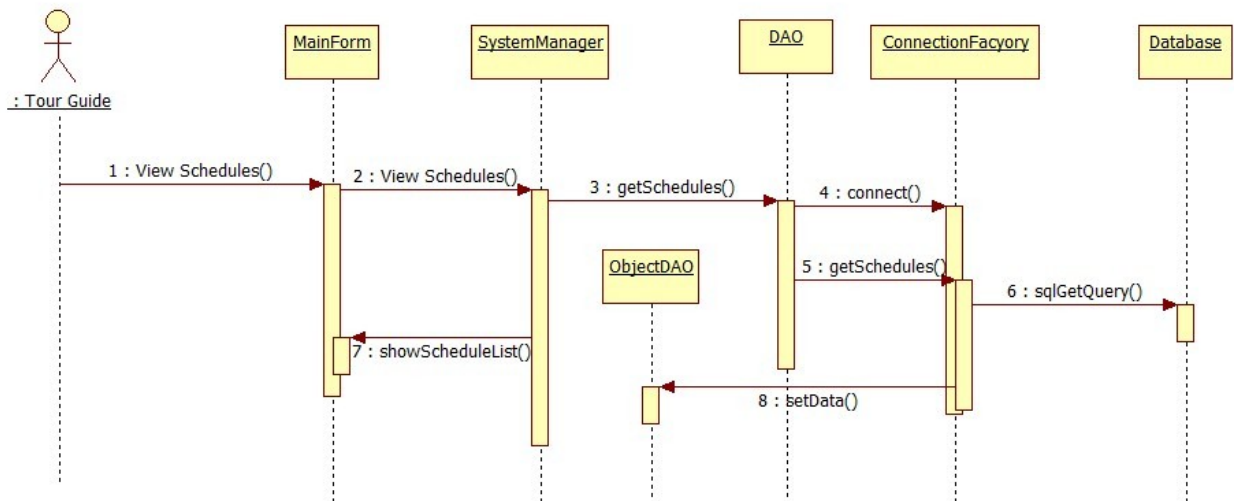 MainForm
SystemManager
DAO
ConnectionFacyory
Database
: Tour Guide
1 : View Schedules()
2 : View Schedules()
3 : getSchedules()
4 : connect()
ObjectDAO
5 : getSchedules()
6 : sqlGetQuery()
7 : showScheduleList()
8 : setData()